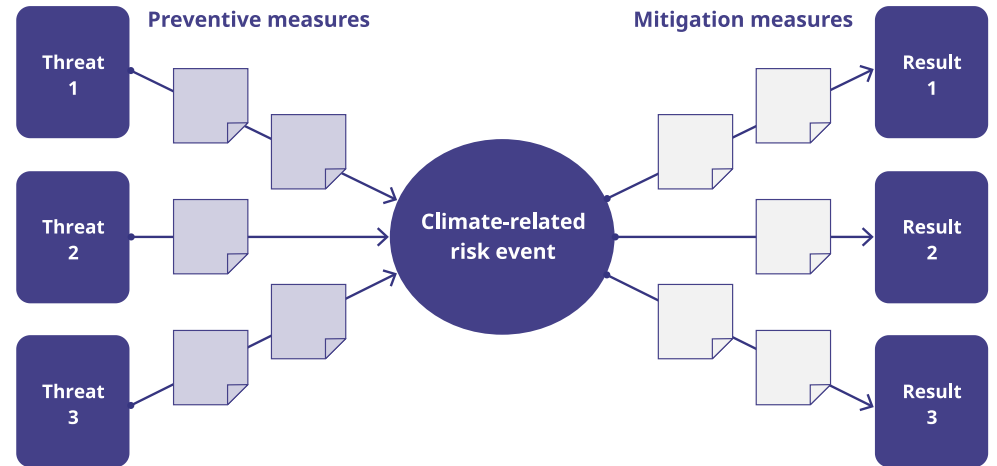 Preventive measures
Mitigation measures
Threat
1
Threat
2
Threat
3
Climate-related
risk event
Result
1
Result
2
Result
3